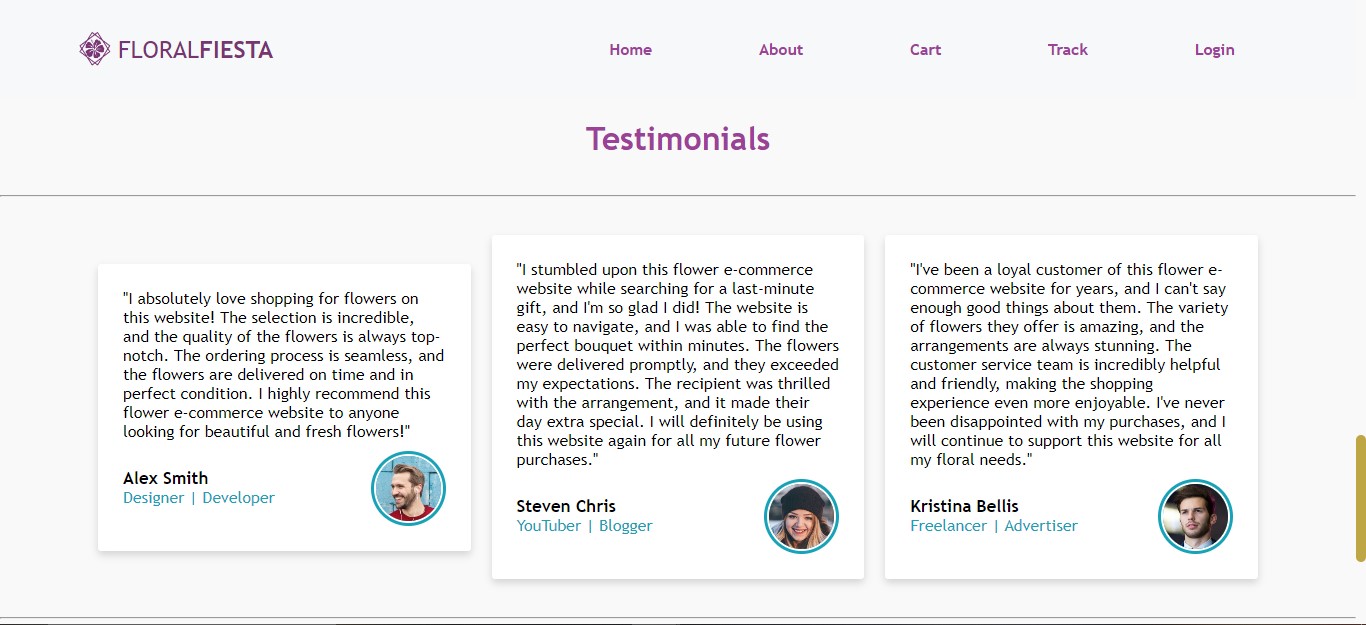 FLORALFIESTA
Home
About
Cart
Track
Login
Testimonials
"I absolutely love shopping for flowers on
this website! The selection is incredible,
and the quality of the flowers is always top-
notch. The ordering process is seamless, and
the flowers are delivered on time and in
perfect condition. I highly recommend this
flower e-commerce website to anyone
looking for beautiful and fresh flowers!"
Alex Smith
Designer | Developer
"I stumbled upon this flower e-commerce
website while searching for a last-minute
gift, and I'm so glad I did! The website is
easy to navigate, and I was able to find the
perfect bouquet within minutes. The flowers
were delivered promptly, and they exceeded
my expectations. The recipient was thrilled
with the arrangement, and it made their
day extra special. I will definitely be using
this website again for all my future flower
purchases."
Steven Chris
YouTuber | Blogger
"I've been a loyal customer of this flower e-
commerce website for years, and I can't say
enough good things about them. The variety
of flowers they offer is amazing, and the
arrangements are always stunning. The
customer service team is incredibly helpful
and friendly, making the shopping
experience even more enjoyable. I've never
been disappointed with my purchases, and I
will continue to support this website for all
my floral needs."
Kristina Bellis
Freelancer | Advertiser